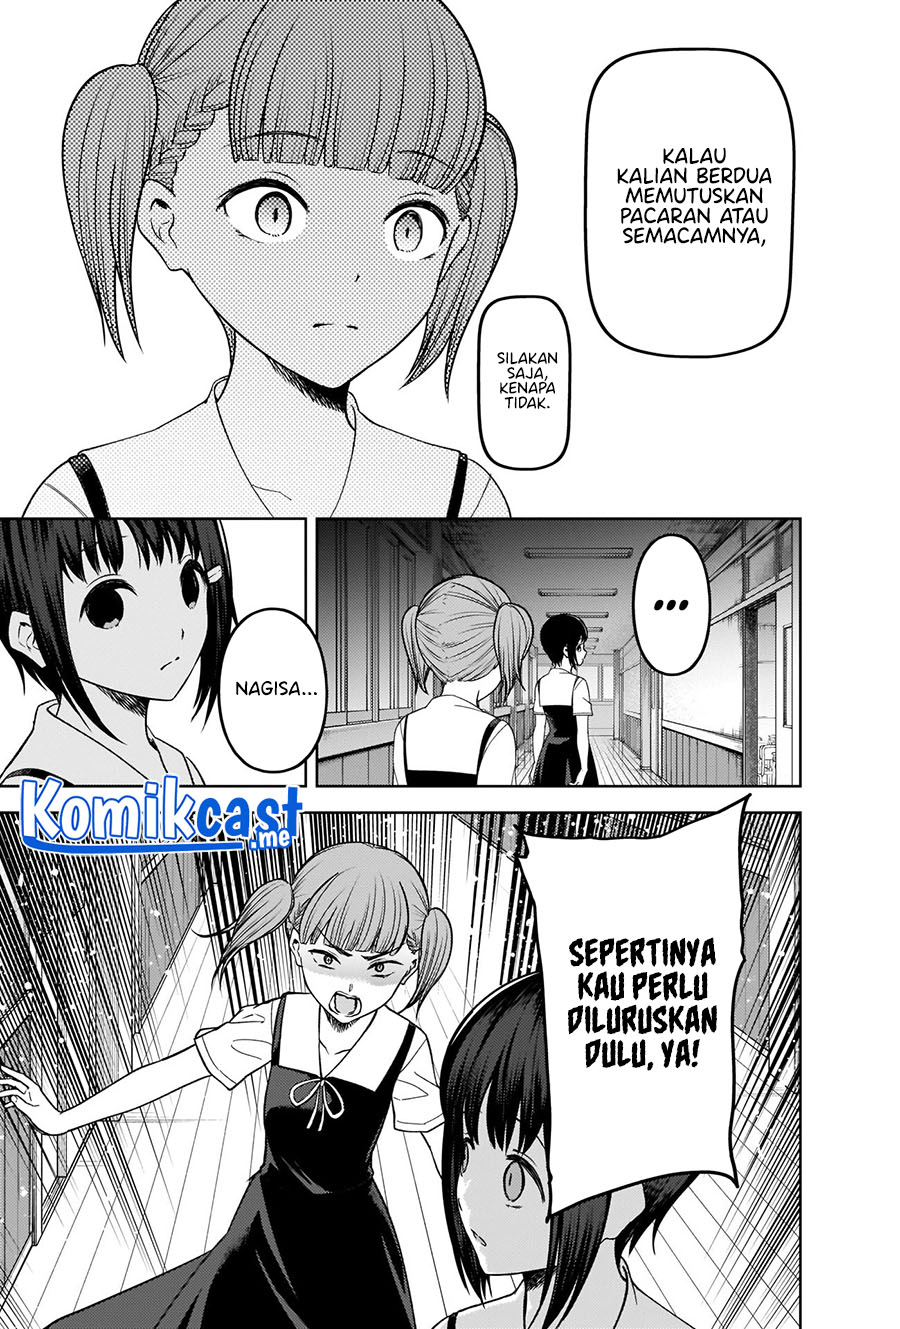 KALAU
KALIAN BERDUA
MEMUTUSKAN
PACARAN ATAU
SEMACAMNYA,
SILAKAN
SAJA,
KENAPA
TIDAK.
...
NAGISA...
Komikcast
.me
SEPERTINYA
KAU PERLU
DILURUSKAN
DULU, YA!